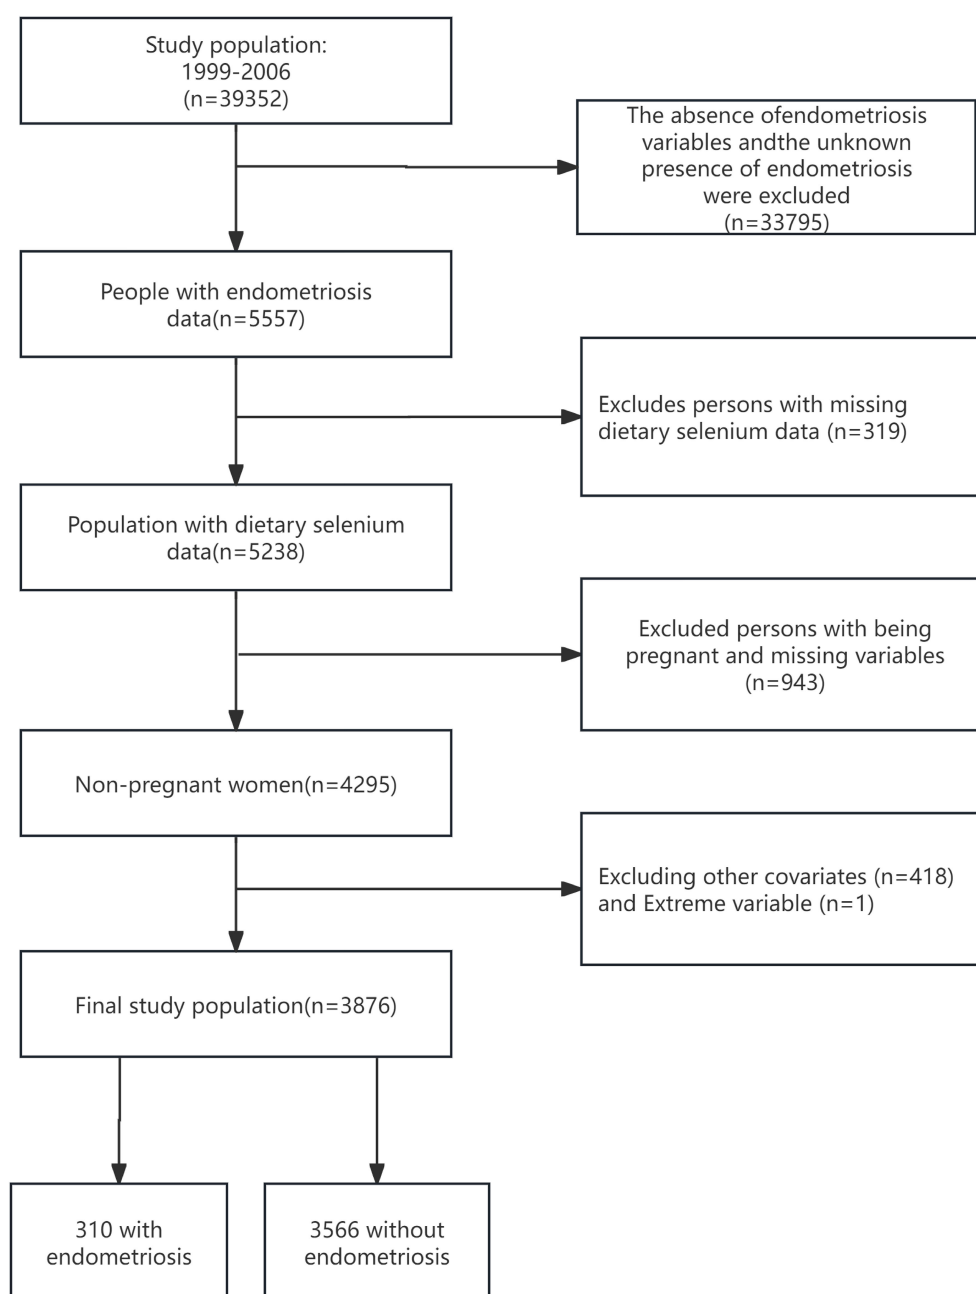 Study population:
1999-2006
(n=39352)
The absence ofendometriosis
variables andthe unknown
presence of endometriosis
were excluded
(n=33795)
People with endometriosis
data(n=5557)
Excludes persons with missing
dietary selenium data (n=319)
Population with dietary selenium
data(n=5238)
Excluded persons with being
pregnant and missing variables
(n=943)
Non-pregnant women(n=4295)
Excluding other covariates (n=418)
and Extreme variable (n=1)
Final study population(n=3876)
310 with
endometriosis
3566 without
endometriosis